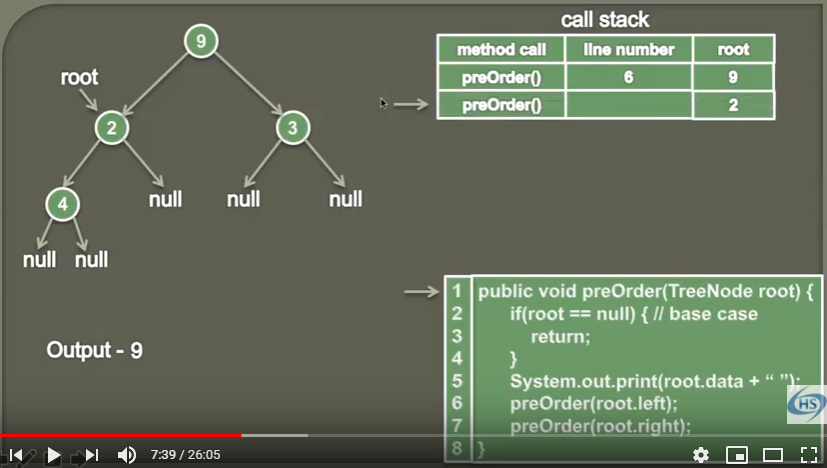 call stack
method call line number root
preOrder() 6 9
preOrder() 2
9
root
2 3
4 null null null
null null
Output - 9
1 public void preOrder(TreeNode root) {
2 if(root == null) { // base case
3 return;
4 }
5 System.out.print(root.data + “ ”);
6 preOrder(root.left);
7 preOrder(root.right);
8 }
HS
7:39 / 26:05